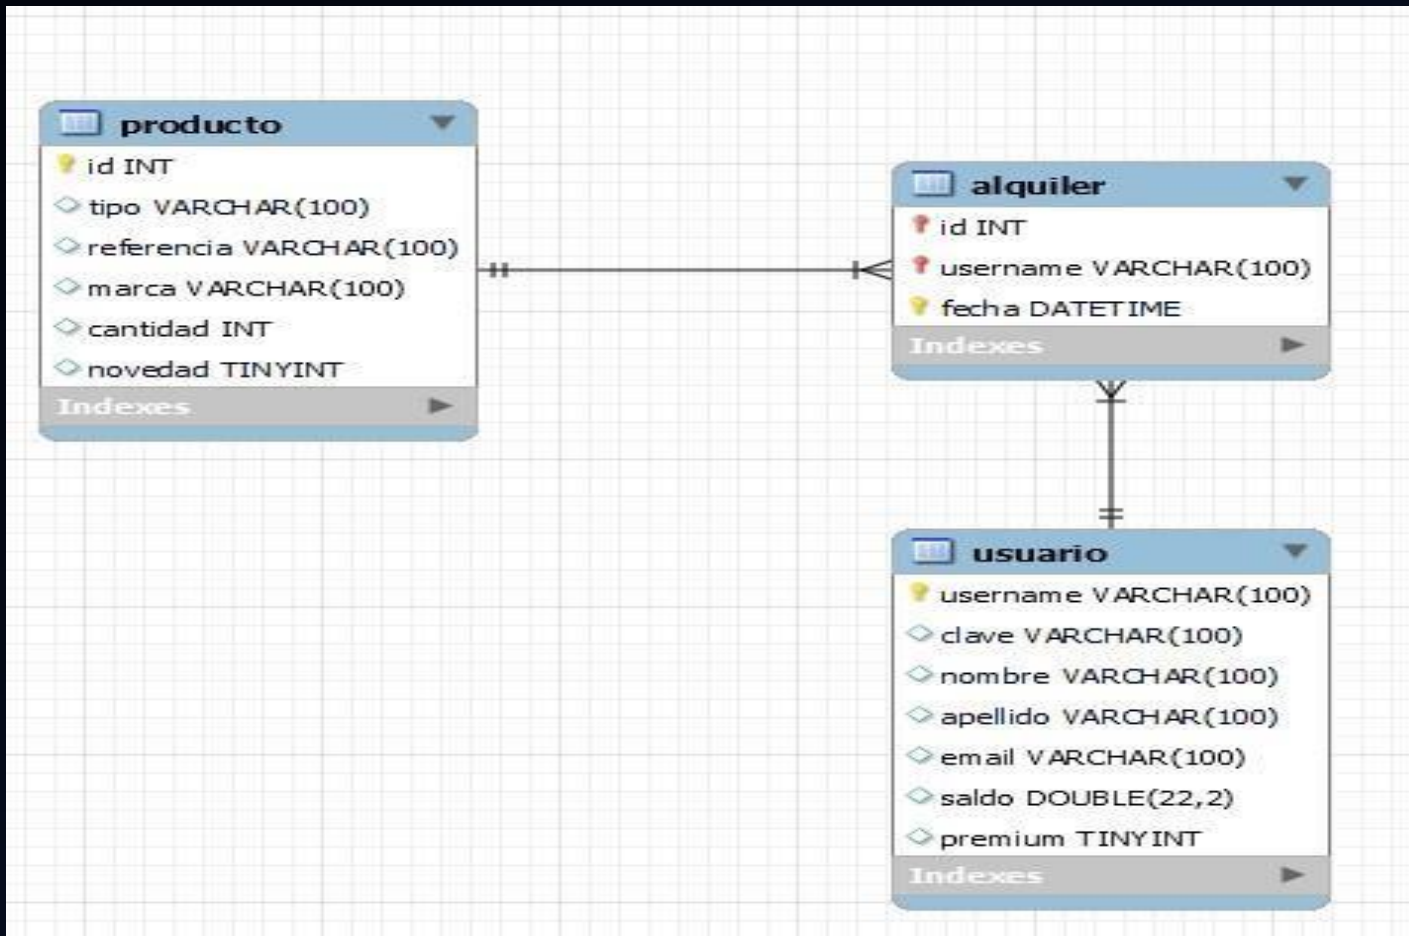 producto
id INT
tipo VARCHAR(100)
referencia VARCHAR(100)
marca VARCHAR(100)
cantidad INT
novedad TINYINT
Indexes
alquiler
id INT
username VARCHAR(100)
fecha DATETIME
Indexes
usuario
username VARCHAR(100)
clave VARCHAR(100)
nombre VARCHAR(100)
apellido VARCHAR(100)
email VARCHAR(100)
saldo DOUBLE(22,2)
premium TINYINT
Indexes